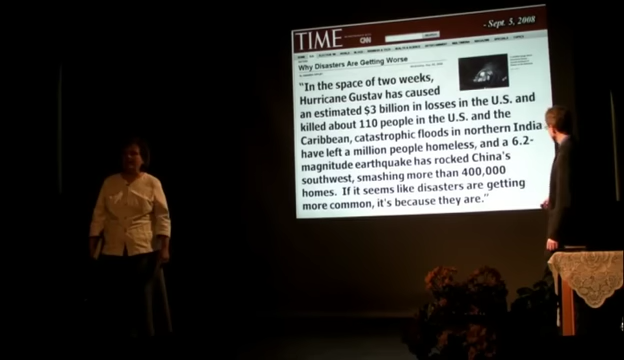 - Sept. 5, 2008
TIME
CNN
Why Disasters Are Getting Worse
"In the space of two weeks,
Hurricane Gustav has caused
an estimated $3 billion in losses in the U.S. and
killed about 110 people in the U.S. and the
Caribbean, catastrophic floods in northern India
have left a million people homeless, and a 6.2-
magnitude earthquake has rocked China's
southwest, smashing more than 400,000
homes. If it seems like disasters are getting
more common, it's because they are."